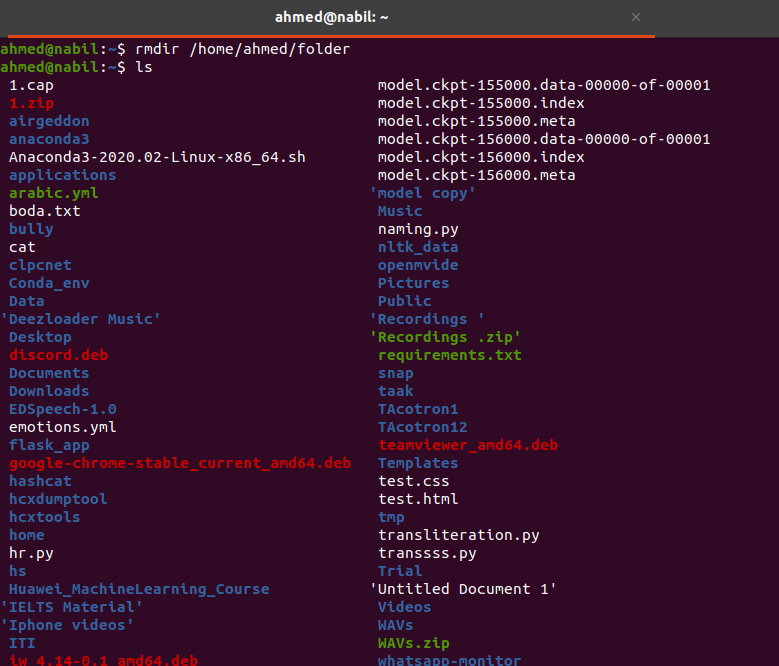 ahmed@nabil: ~
ahmed@nabil:~$ rmdir /home/ahmed/folder
ahmed@nabil:~$ ls
1.cap model.ckpt-155000.data-00000-of-00001
1.zip model.ckpt-155000.index
airgeddon model.ckpt-155000.meta
anaconda3 model.ckpt-156000.data-00000-of-00001
Anaconda3-2020.02-Linux-x86_64.sh model.ckpt-156000.index
applications model.ckpt-156000.meta
arabic.yml 'model copy'
boda.txt Music
bully naming.py
cat nltk_data
clpcnet openmvide
Conda_env Pictures
Data Public
'Deezloader Music' 'Recordings '
Desktop 'Recordings .zip'
discord.deb requirements.txt
Documents snap
Downloads taak
EDSpeech-1.0 TAcotron1
emotions.yml TAcotron12
flask_app teamviewer_amd64.deb
google-chrome-stable_current_amd64.deb Templates
hashcat test.css
hcxdumptool test.html
hcxtools tmp
home transliteration.py
hr.py transsss.py
hs Trial
Huawei_MachineLearning_Course 'Untitled Document 1'
'IELTS Material' Videos
'Iphone videos' WAVs
ITI WAVs.zip
iw_4.14-0.1_amd64.deb whatsapp-monitor